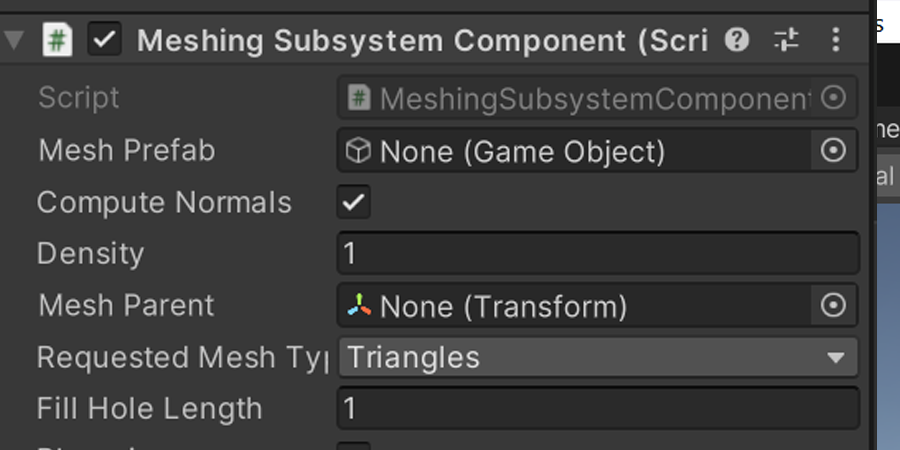 Meshing Subsystem Component (Scri
Script
# MeshingSubsystemComponent
Mesh Prefab
None (Game Object)
Compute Normals
Density
1
Mesh Parent
None (Transform)
Requested Mesh Typ
Triangles
Fill Hole Length
1
s
ne
al